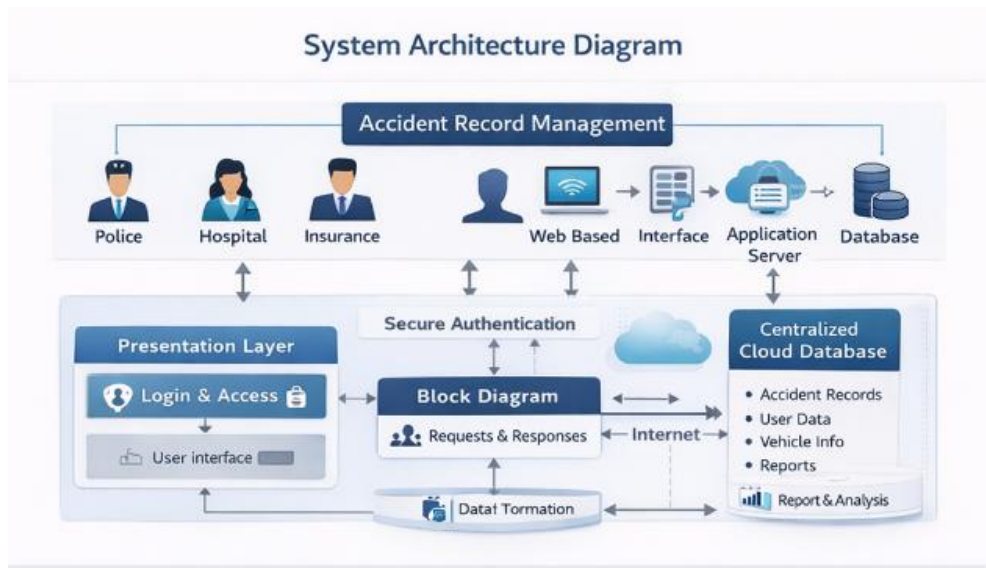 System Architecture Diagram
Accident Record Management
Police
Hospital
Insurance
Web Based
Interface
Application
Server
Database
Secure Authentication
Presentation Layer
Login & Access
User interface
Block Diagram
Requests & Responses
Internet
Data! Tormation
Centralized
Cloud Database
• Accident Records
• User Data
• Vehicle Info
• Reports
Report & Analysis